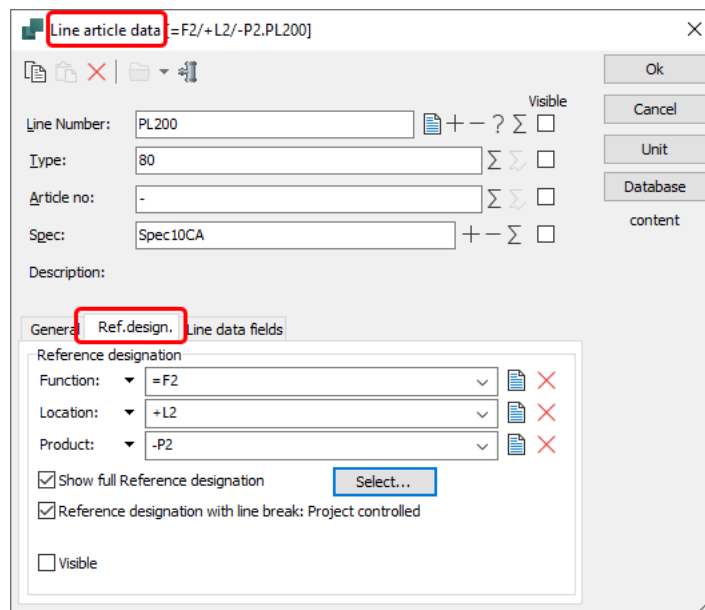 Line article data [=F2/+L2/-P2.PL200]
Ok
Visible
Cancel
Line Number: PL200
Unit
Type: 80
Database
Article no: -
content
Spec: Spec10CA
Description:
General Ref.design. Line data fields
Reference designation
Function: =F2
Location: +L2
Product: -P2
Show full Reference designation Select...
Reference designation with line break: Project controlled
Visible